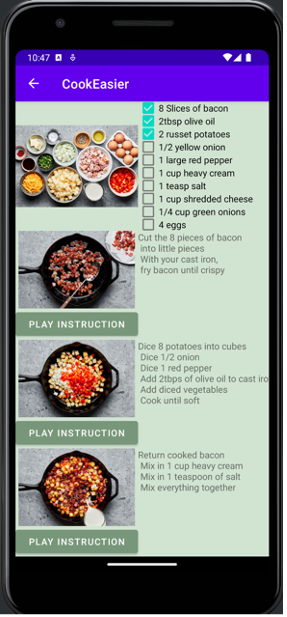 10:47
CookEasier
8 Slices of bacon
2tbsp olive oil
2 russet potatoes
1/2 yellow onion
1 large red pepper
1 cup heavy cream
1 teasp salt
1 cup shredded cheese
1/4 cup green onions
4 eggs
Cut the 8 pieces of bacon
into little pieces
With your cast iron,
fry bacon until crispy
PLAY INSTRUCTION
Dice 8 potatoes into cubes
Dice 1/2 onion
Dice 1 red pepper
Add 2tbps of olive oil to cast iro
Add diced vegetables
Cook until soft
PLAY INSTRUCTION
Return cooked bacon
Mix in 1 cup heavy cream
Mix in 1 teaspoon of salt
Mix everything together
PLAY INSTRUCTION